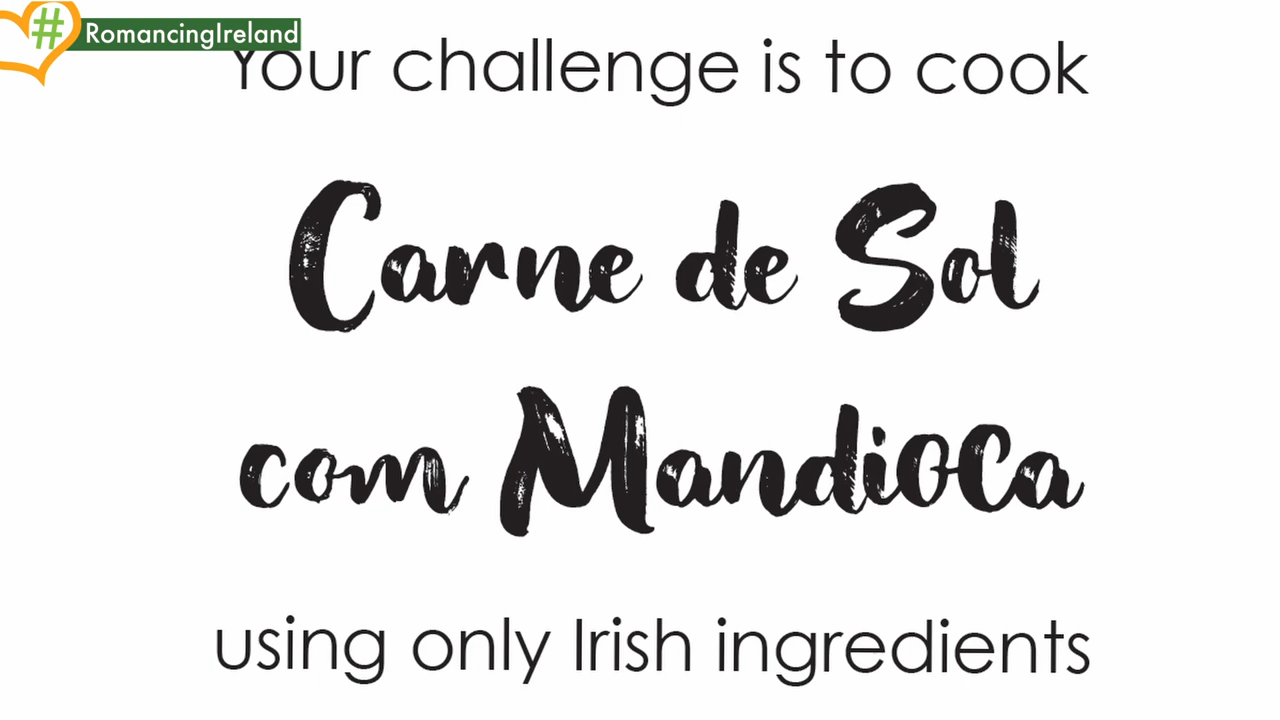 #RomancingIreland
Your challenge is to cook
Carne de Sol
com Mandioca
using only Irish ingredients